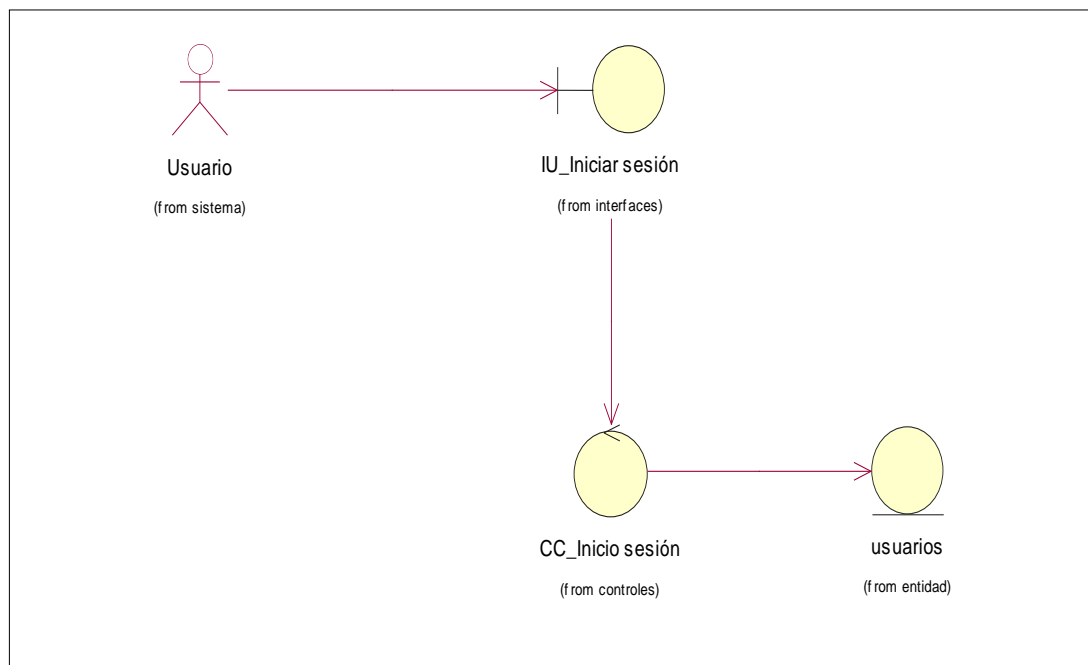 Usuario
(from sistema)
IU_Iniciar sesión
(from interfaces)
CC_Inicio sesión
(from controles)
usuarios
(from entidad)